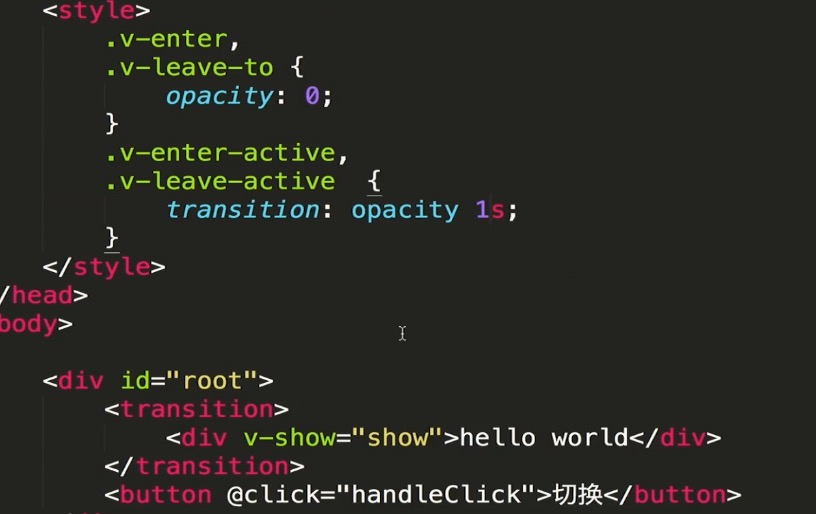 <style>
.v-enter,
.v-leave-to {
opacity: 0;
}
.v-enter-active,
.v-leave-active {
transition: opacity 1s;
}
</style>
/head>
body>
<div id="root">
<transition>
<div v-show="show">hello world</div>
</transition>
<button @click="handleClick">切换</button>